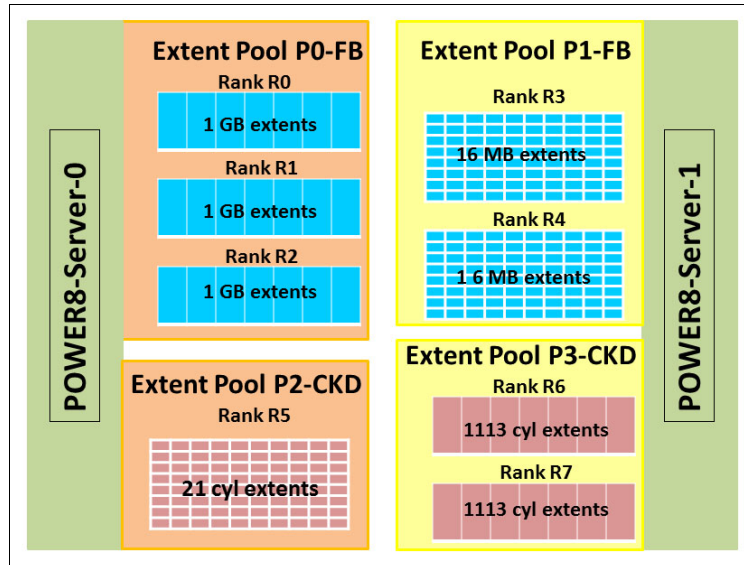 POWER8-Server-0
Extent Pool P0-FB
Rank R0
1 GB extents
Rank R1
1 GB extents
Rank R2
1 GB extents
Extent Pool P2-CKD
Rank R5
21 cyl extents
Extent Pool P1-FB
Rank R3
16 MB extents
Rank R4
1 6 MB extents
Extent Pool P3-CKD
Rank R6
1113 cyl extents
Rank R7
1113 cyl extents
POWER8-Server-1